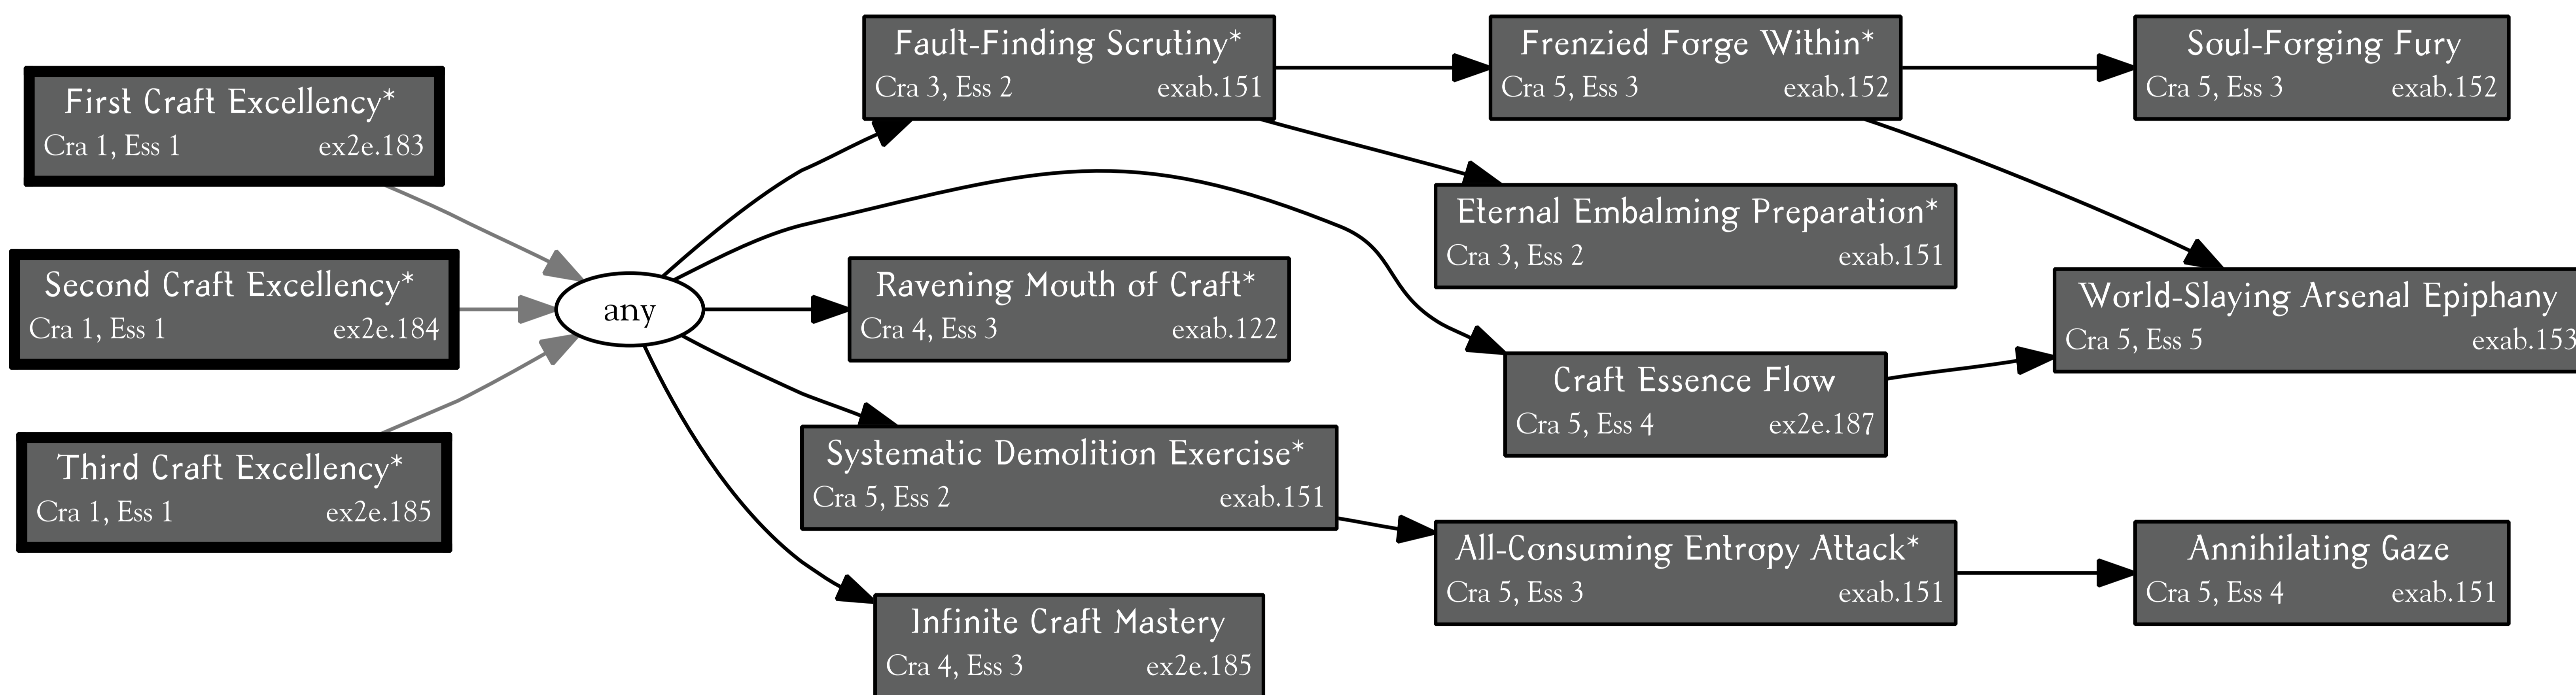 First Craft Excellency*
Cra 1, Ess 1 ex2e.183
Second Craft Excellency*
Cra 1, Ess 1 ex2e.184
Third Craft Excellency*
Cra 1, Ess 1 ex2e.185
any
Fault-Finding Scrutiny*
Cra 3, Ess 2 exab.151
Ravening Mouth of Craft*
Cra 4, Ess 3 exab.122
Systematic Demolition Exercise*
Cra 5, Ess 2 exab.151
Infinite Craft Mastery
Cra 4, Ess 3 ex2e.185
Frenzied Forge Within*
Cra 5, Ess 3 exab.152
Eternal Embalming Preparation*
Cra 3, Ess 2 exab.151
Craft Essence Flow
Cra 5, Ess 4 ex2e.187
All-Consuming Entropy Attack*
Cra 5, Ess 3 exab.151
Soul-Forging Fury
Cra 5, Ess 3 exab.152
World-Slaying Arsenal Epiphany
Cra 5, Ess 5 exab.153
Annihilating Gaze
Cra 5, Ess 4 exab.151